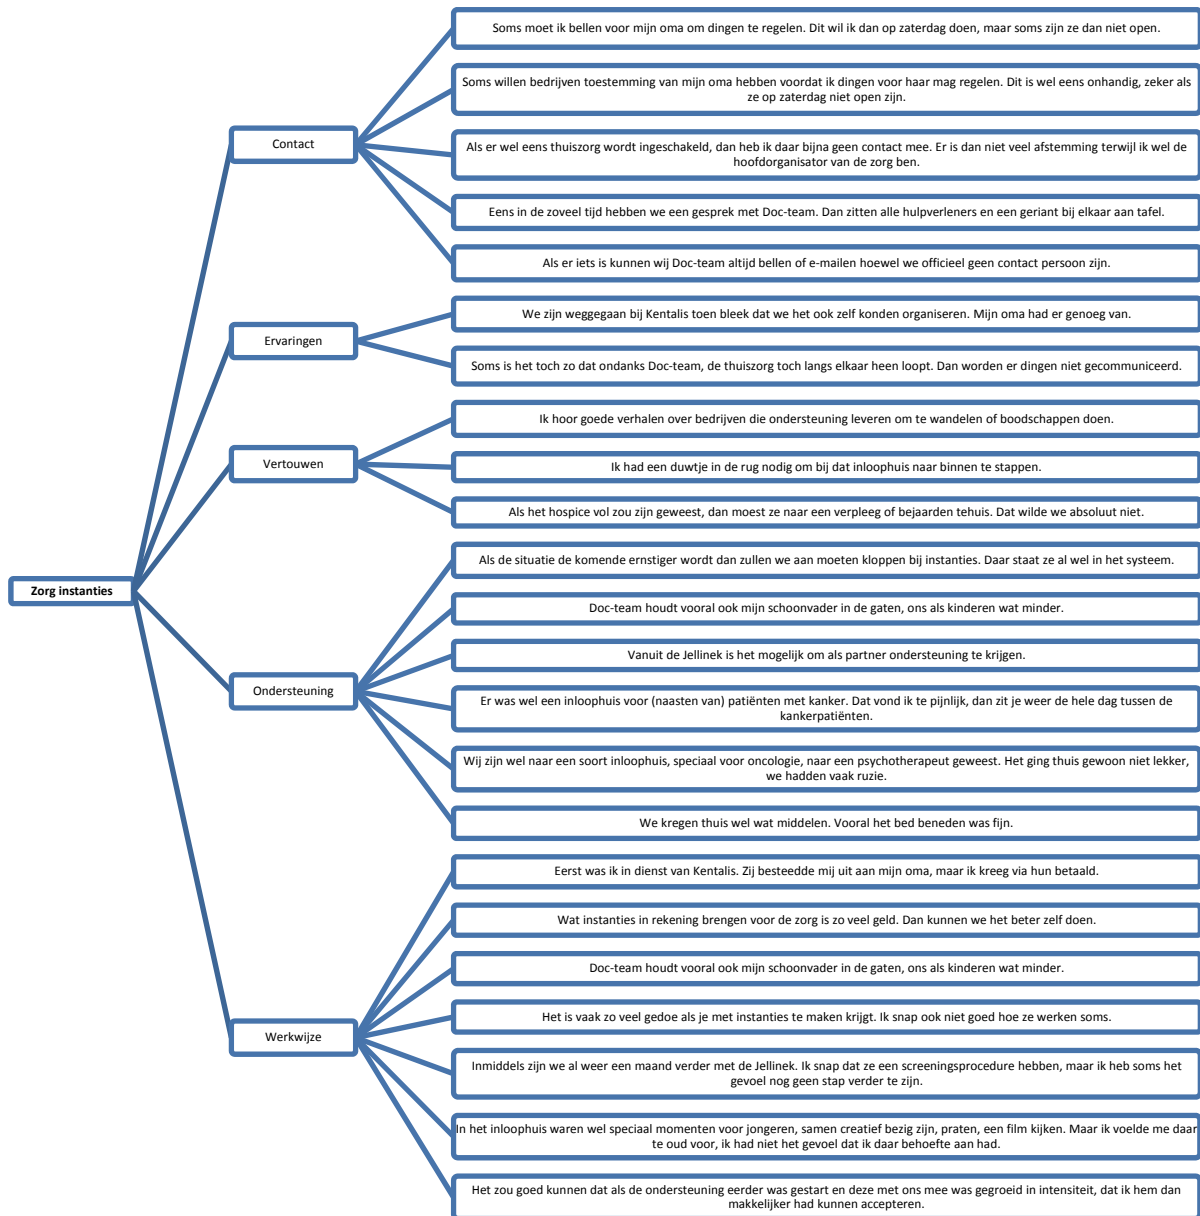 Soms moet ik bellen voor mijn oma om dingen te regelen. Dit wil ik dan op zaterdag doen, maar soms zijn ze dan niet open.
Soms willen bedrijven toestemming van mijn oma hebben voordat ik dingen voor haar mag regelen. Dit is wel eens onhandig, zeker als
ze op zaterdag niet open zijn.
Contact
Als er wel eens thuiszorg wordt ingeschakeld, dan heb ik daar bijna geen contact mee. Er is dan niet veel afstemming terwijl ik wel de
hoofdorganisator van de zorg ben.
Eens in de zoveel tijd hebben we een gesprek met Doc-team. Dan zitten alle hulpverleners en een geriant bij elkaar aan tafel.
Als er iets is kunnen wij Doc-team altijd bellen of e-mailen hoewel we officieel geen contact persoon zijn.
We zijn weggegaan bij Kentalis toen bleek dat we het ook zelf konden organiseren. Mijn oma had er genoeg van.
Ervaringen
Soms is het toch zo dat ondanks Doc-team, de thuiszorg toch langs elkaar heen loopt. Dan worden er dingen niet gecommuniceerd.
Ik hoor goede verhalen over bedrijven die ondersteuning leveren om te wandelen of boodschappen doen.
Vertouwen
Ik had een duwtje in de rug nodig om bij dat inloophuis naar binnen te stappen.
Als het hospice vol zou zijn geweest, dan moest ze naar een verpleeg of bejaarden tehuis. Dat wilde we absoluut niet.
Als de situatie de komende ernstiger wordt dan zullen we aan moeten kloppen bij instanties. Daar staat ze al wel in het systeem.
Zorg instanties
Doc-team houdt vooral ook mijn schoonvader in de gaten, ons als kinderen wat minder.
Vanuit de Jellinek is het mogelijk om als partner ondersteuning te krijgen.
Ondersteuning
Er was wel een inloophuis voor (naasten van) patiënten met kanker. Dat vond ik te pijnlijk, dan zit je weer de hele dag tussen de
kankerpatiënten.
Wij zijn wel naar een soort inloophuis, speciaal voor oncologie, naar een psychotherapeut geweest. Het ging thuis gewoon niet lekker,
we hadden vaak ruzie.
We kregen thuis wel wat middelen. Vooral het bed beneden was fijn.
Eerst was ik in dienst van Kentalis. Zij besteedde mij uit aan mijn oma, maar ik kreeg via hun betaald.
Wat instanties in rekening brengen voor de zorg is zo veel geld. Dan kunnen we het beter zelf doen.
Doc-team houdt vooral ook mijn schoonvader in de gaten, ons als kinderen wat minder.
Het is vaak zo veel gedoe als je met instanties te maken krijgt. Ik snap ook niet goed hoe ze werken soms.
Werkwijze
Inmiddels zijn we al weer een maand verder met de Jellinek. Ik snap dat ze een screeningsprocedure hebben, maar ik heb soms het
gevoel nog geen stap verder te zijn.
In het inloophuis waren wel speciaal momenten voor jongeren, samen creatief bezig zijn, praten, een film kijken. Maar ik voelde me daar
te oud voor, ik had niet het gevoel dat ik daar behoefte aan had.
Het zou goed kunnen dat als de ondersteuning eerder was gestart en deze met ons mee was gegroeid in intensiteit, dat ik hem dan
makkelijker had kunnen accepteren.